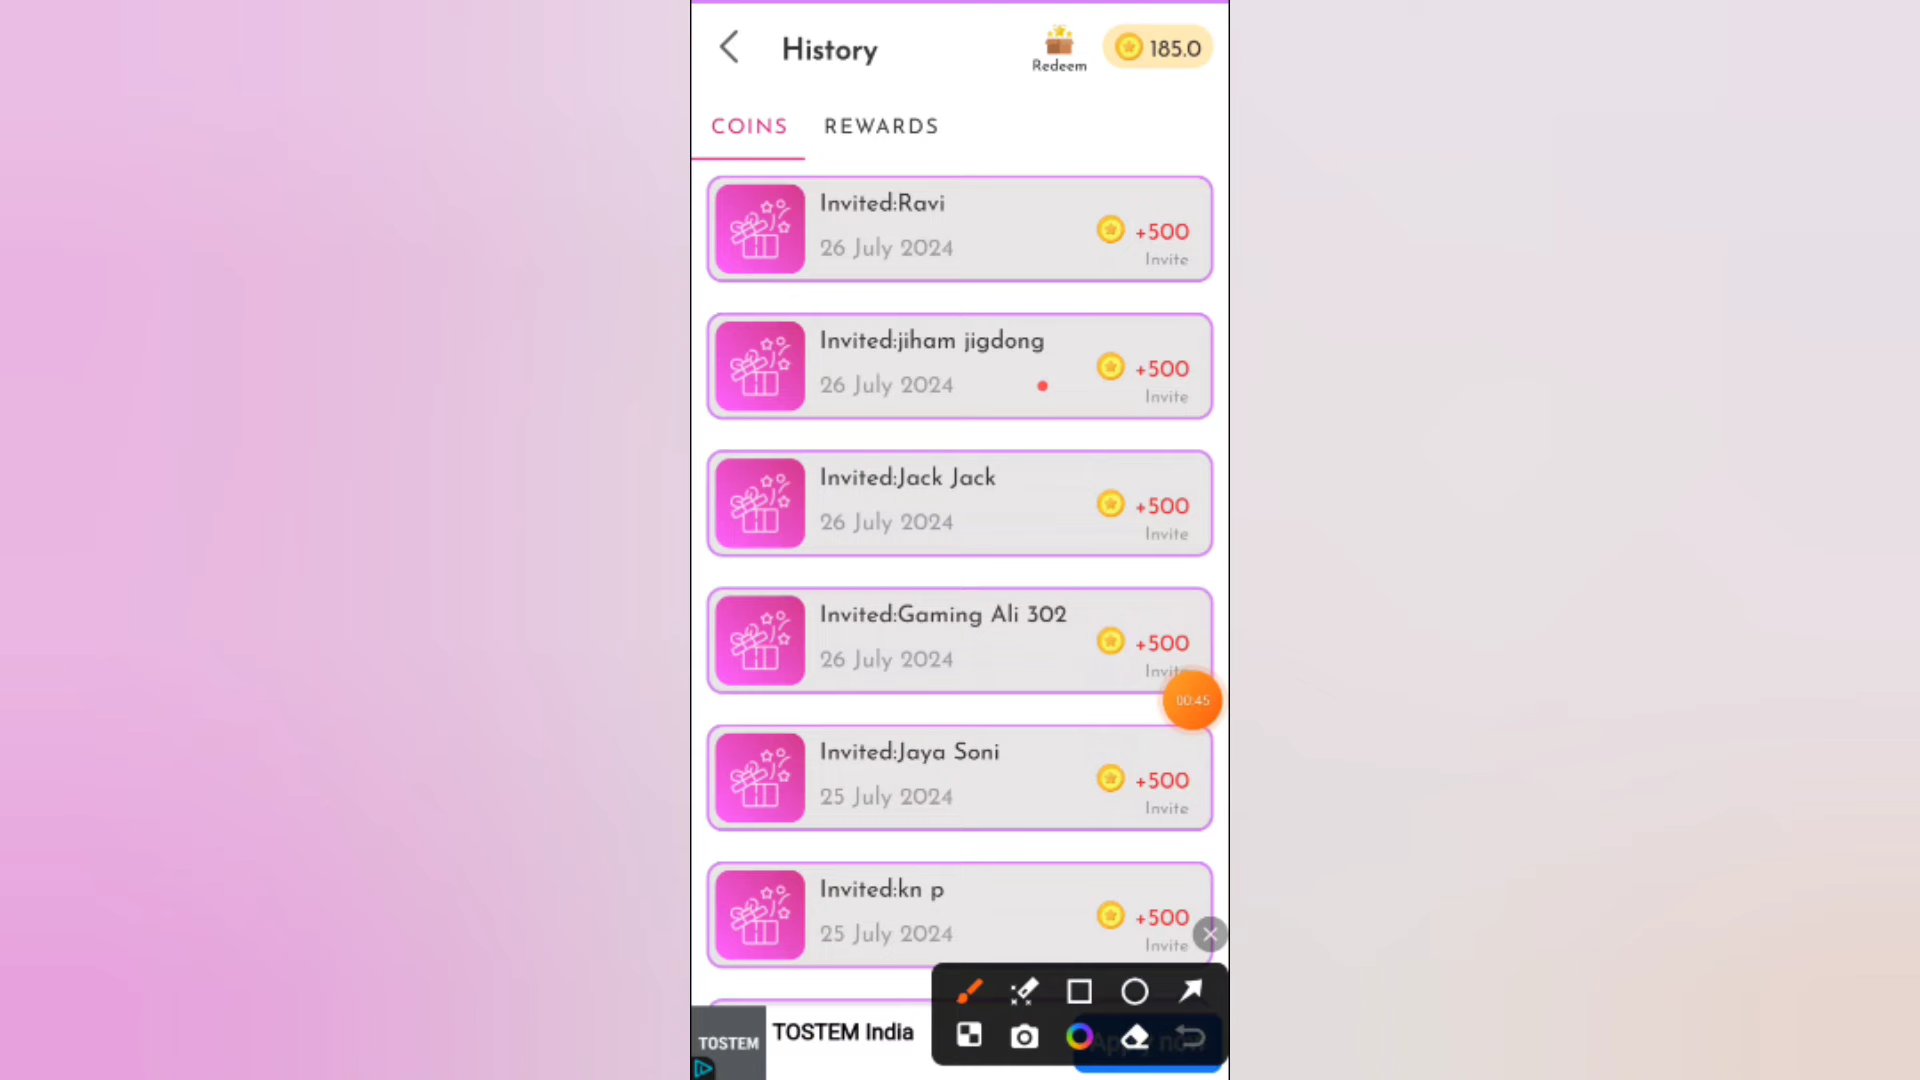 History
Redeem
185.0
COINS
REWARDS
Invited:Ravi
26 July 2024
+500
Invite
Invited:jiham jigdong
26 July 2024
+500
Invite
Invited:Jack Jack
26 July 2024
+500
Invite
Invited:Gaming Ali 302
26 July 2024
+500
Invite
00:45
Invited:Jaya Soni
25 July 2024
+500
Invite
Invited:kn p
25 July 2024
+500
Invite
TOSTEM
TOSTEM India
Apply now